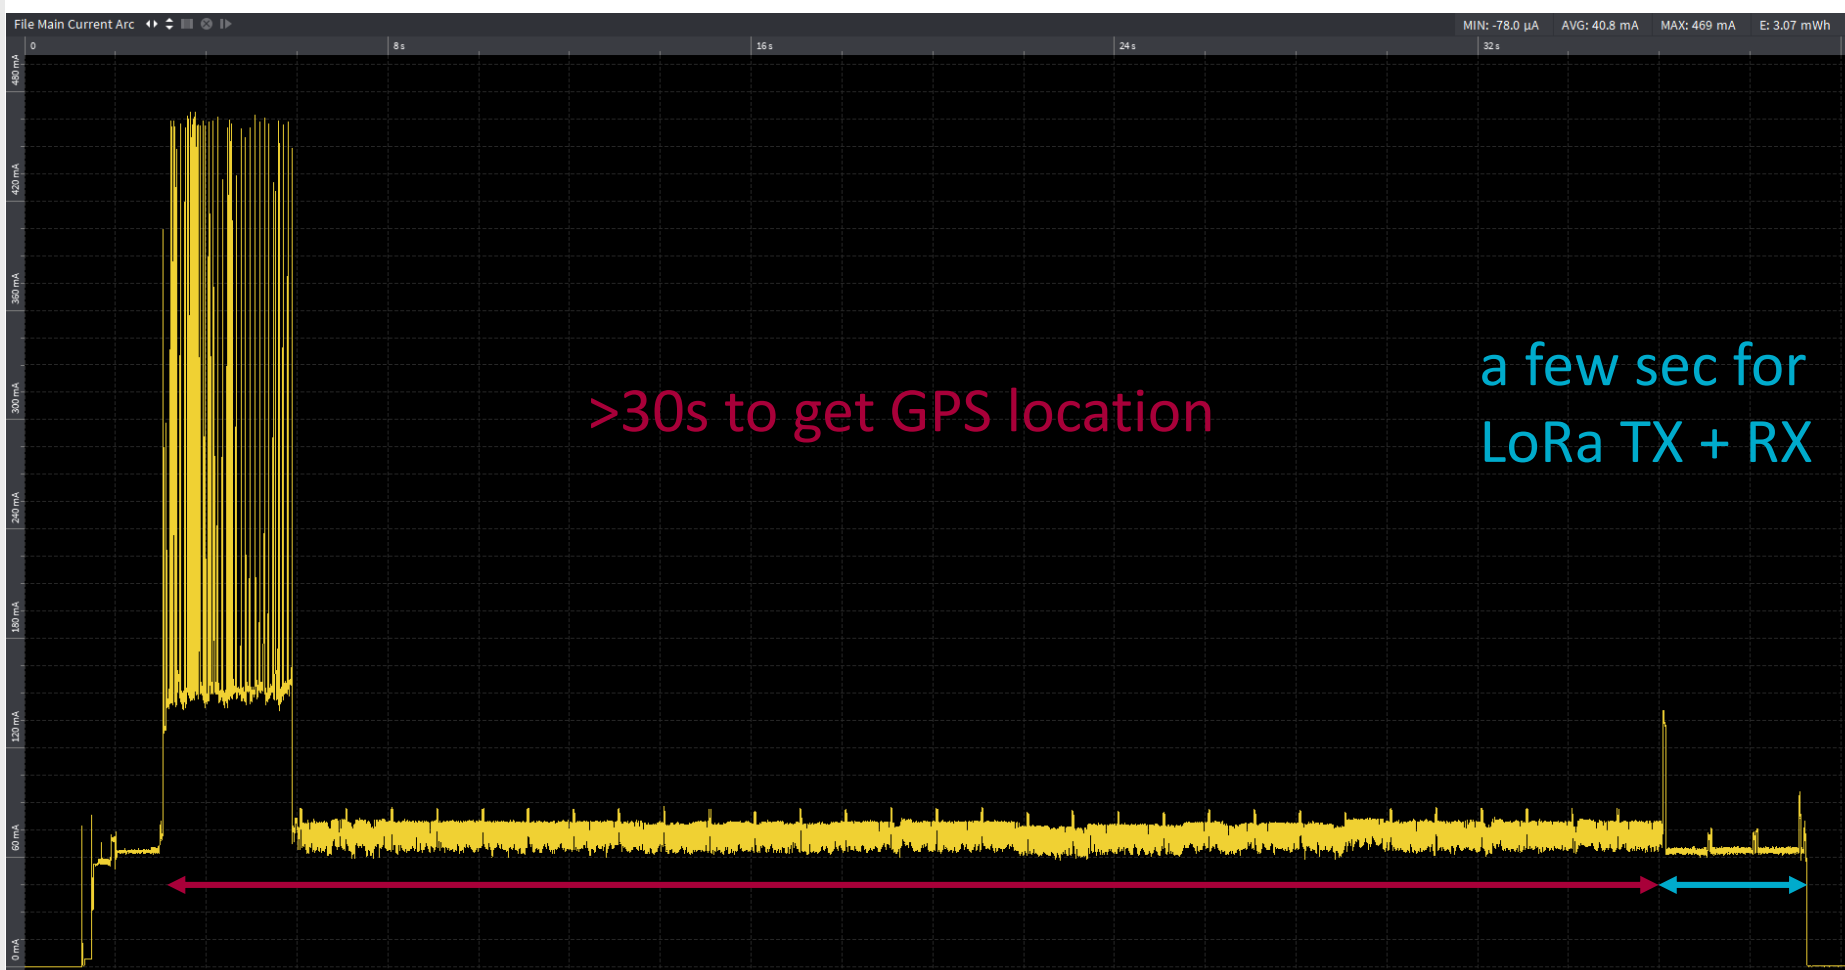 File Main Current Arc
MIN: -78.0 µA AVG: 40.8 mA MAX: 469 mA E: 3.07 mWh
0 8 s 16 s 24 s 32 s
480 mA
420 mA
360 mA
300 mA
240 mA
180 mA
120 mA
60 mA
0 mA
>30s to get GPS location
a few sec for
LoRa TX + RX